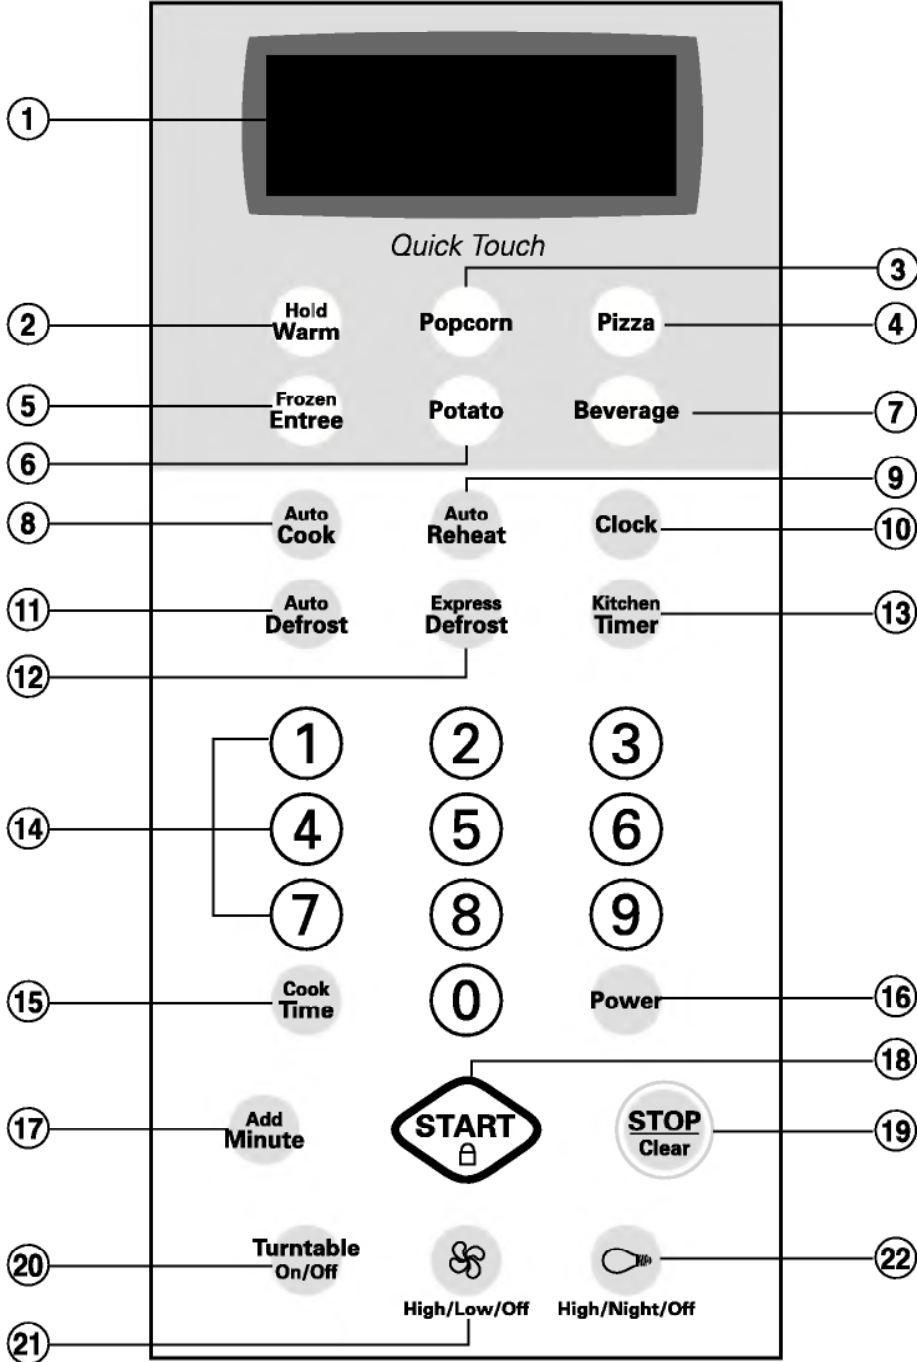 1
Quick Touch
3
2
Hold
Warm
Popcorn
Pizza
4
5
Frozen
Entree
Potato
Beverage
7
6
9
8
Auto
Cook
Auto
Reheat
Clock
10
11
Auto
Defrost
Express
Defrost
Kitchen
Timer
13
12
1
2
3
14
4
5
6
7
8
9
15
Cook
Time
0
Power
16
18
17
Add
Minute
START
STOP
Clear
19
20
Turntable
On/Off
22
High/Low/Off
High/Night/Off
21